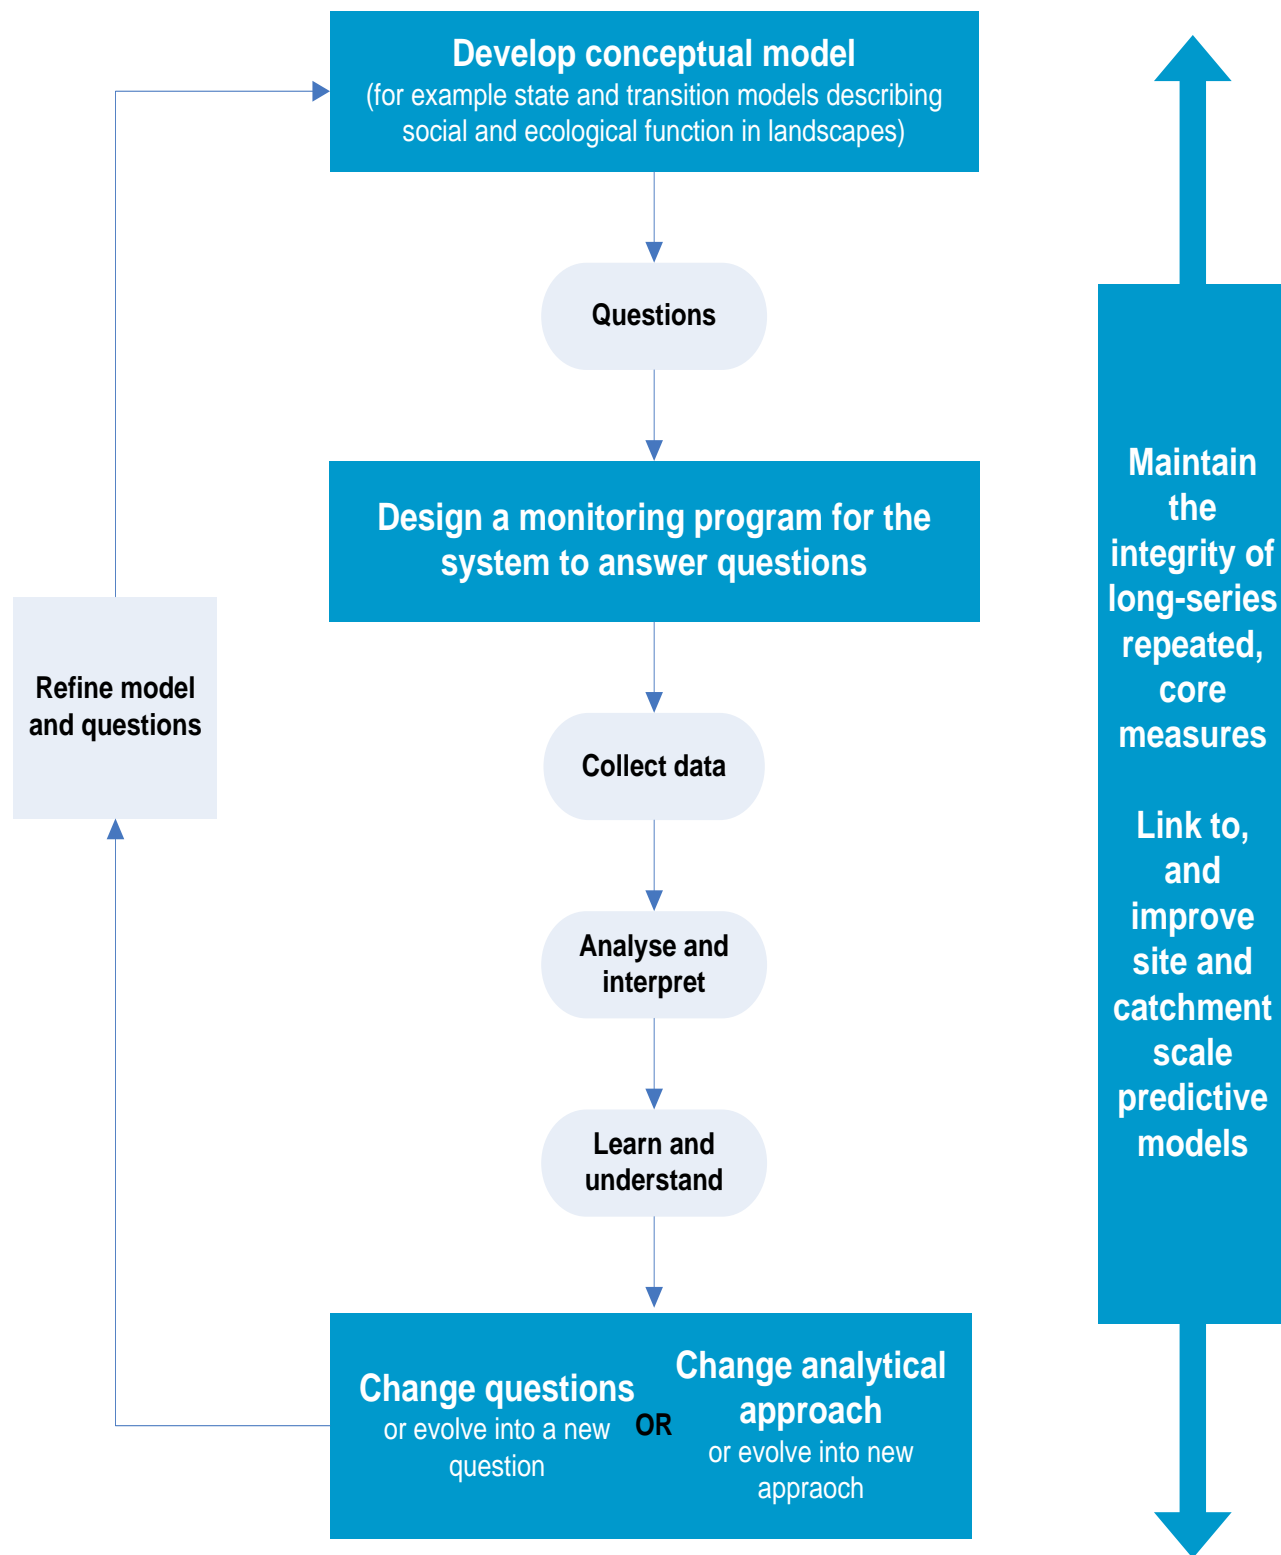 Develop conceptual model
(for example state and transition models describing
social and ecological function in landscapes)
Questions
Design a monitoring program for the
system to answer questions
Refine model
and questions
Collect data
Analyse and
interpret
Learn and
understand
Change questions
or evolve into a new
question
OR
Change analytical
approach
or evolve into new
appraoch
Maintain
the
integrity of
long-series
repeated,
core
measures
Link to,
and
improve
site and
catchment
scale
predictive
models